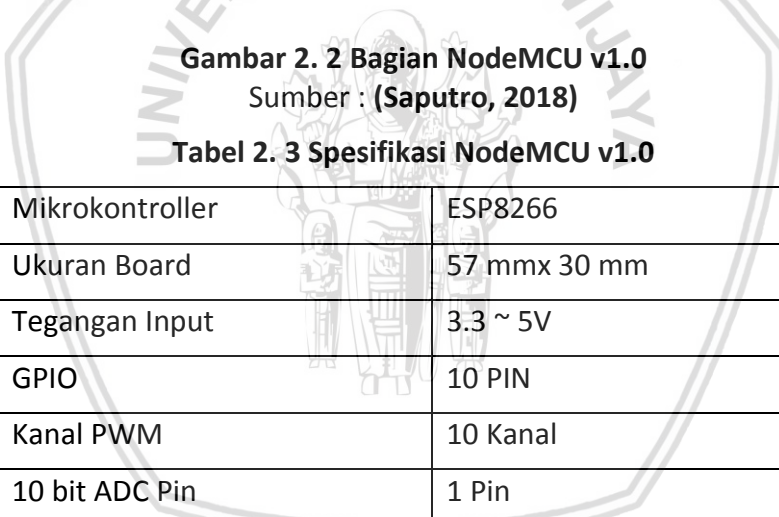 Gambar 2. 2 Bagian NodeMCU v1.0
Sumber : (Saputro, 2018)
Tabel 2. 3 Spesifikasi NodeMCU v1.0
Mikrokontroller ESP8266
Ukuran Board 57 mmx 30 mm
Tegangan Input 3.3 ~ 5V
GPIO 10 PIN
Kanal PWM 10 Kanal
10 bit ADC Pin 1 Pin